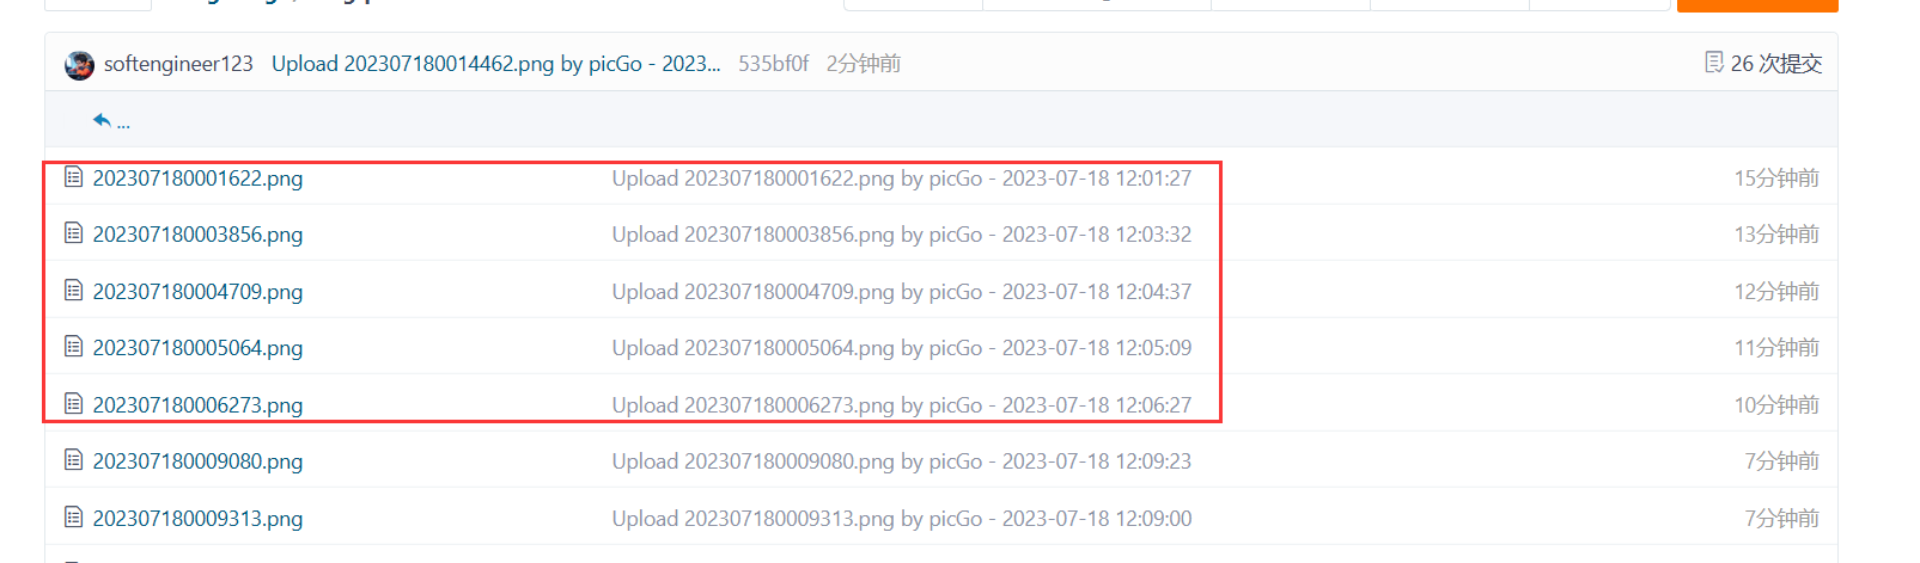 softengineer123 Upload 202307180014462.png by picGo - 2023... 535bf0f 2分钟前 26 次提交
...
202307180001622.png Upload 202307180001622.png by picGo - 2023-07-18 12:01:27 15分钟前
202307180003856.png Upload 202307180003856.png by picGo - 2023-07-18 12:03:32 13分钟前
202307180004709.png Upload 202307180004709.png by picGo - 2023-07-18 12:04:37 12分钟前
202307180005064.png Upload 202307180005064.png by picGo - 2023-07-18 12:05:09 11分钟前
202307180006273.png Upload 202307180006273.png by picGo - 2023-07-18 12:06:27 10分钟前
202307180009080.png Upload 202307180009080.png by picGo - 2023-07-18 12:09:23 7分钟前
202307180009313.png Upload 202307180009313.png by picGo - 2023-07-18 12:09:00 7分钟前